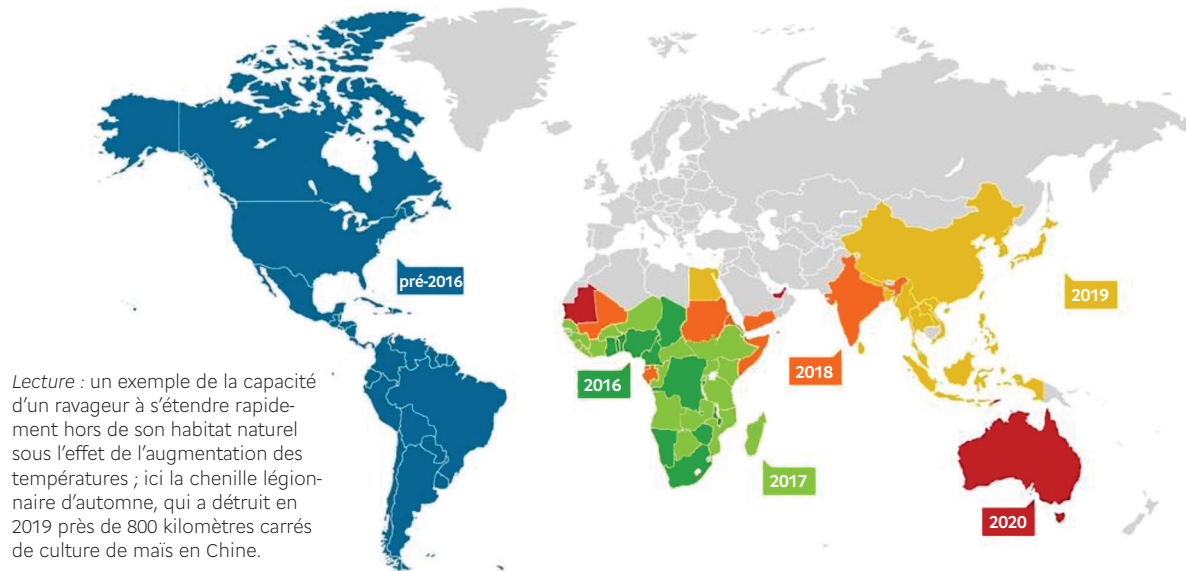 pré-2016
2019
2018
2016
Lecture : un exemple de la capacité
d'un ravageur à s'étendre rapide-
ment hors de son habitat naturel
sous l'effet de l'augmentation des
températures ; ici la chenille légion-
naire d'automne, qui a détruit en
2019 près de 800 kilomètres carrés
de culture de maïs en Chine.
2017
2020